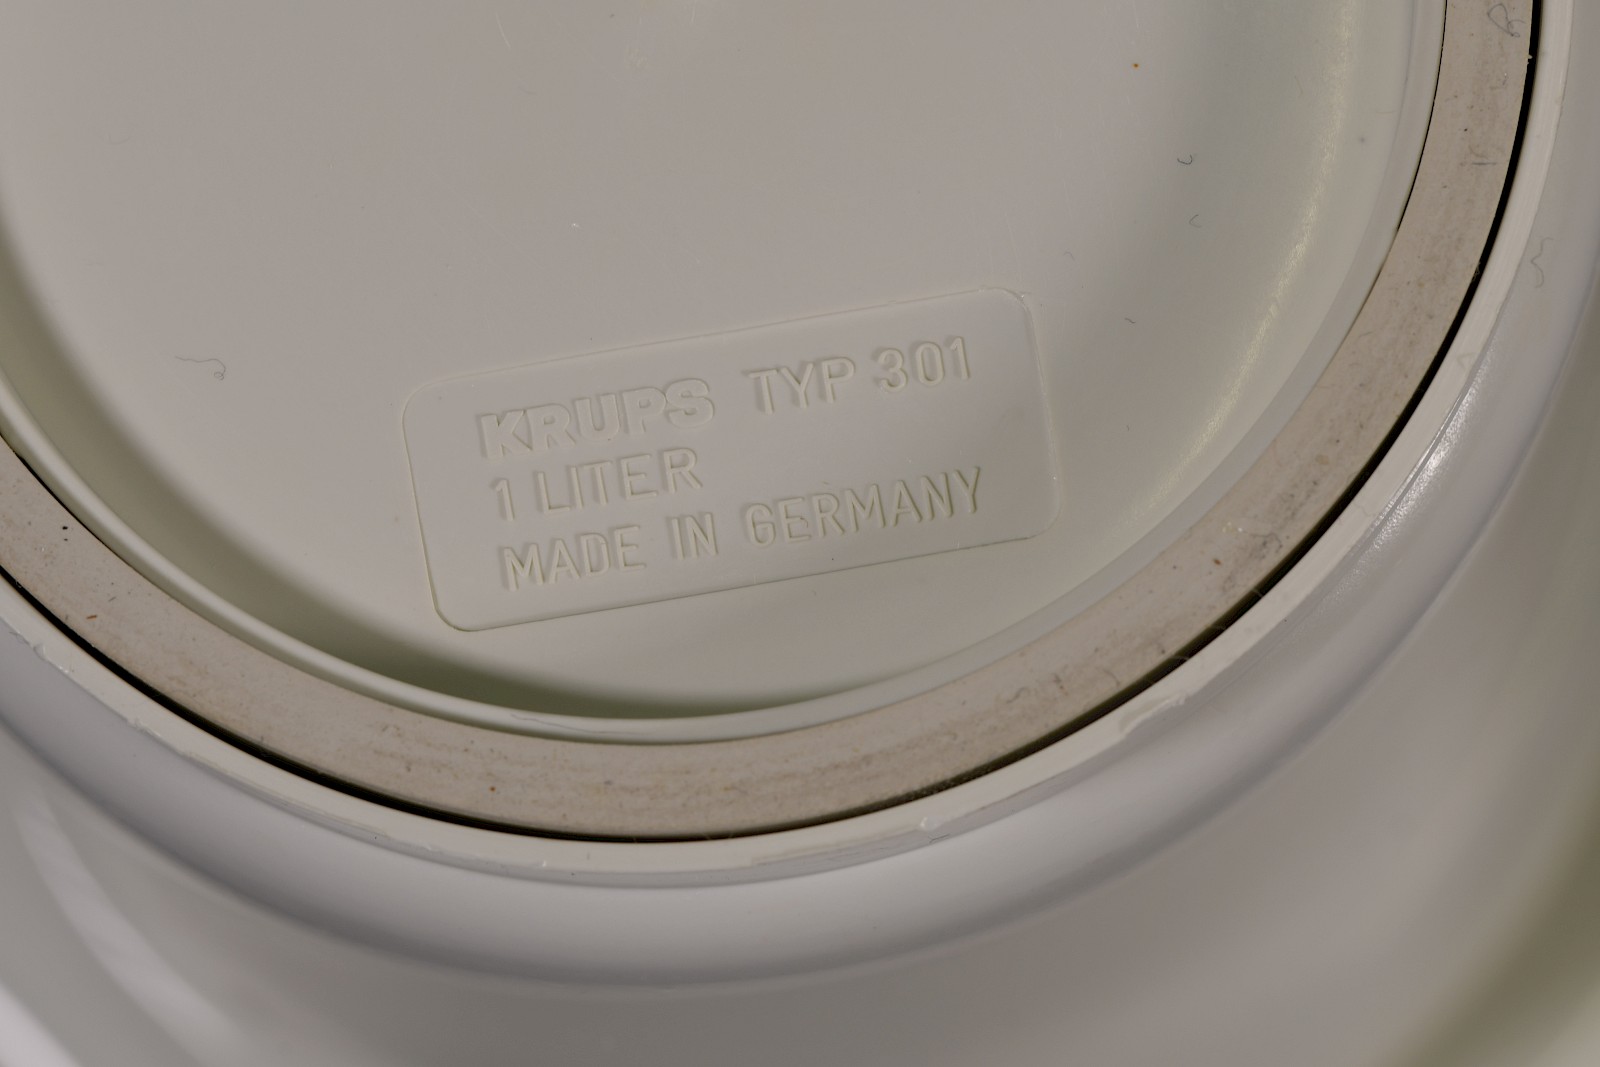 KRUPS TYP 301
1 LITER
MADE IN GERMANY